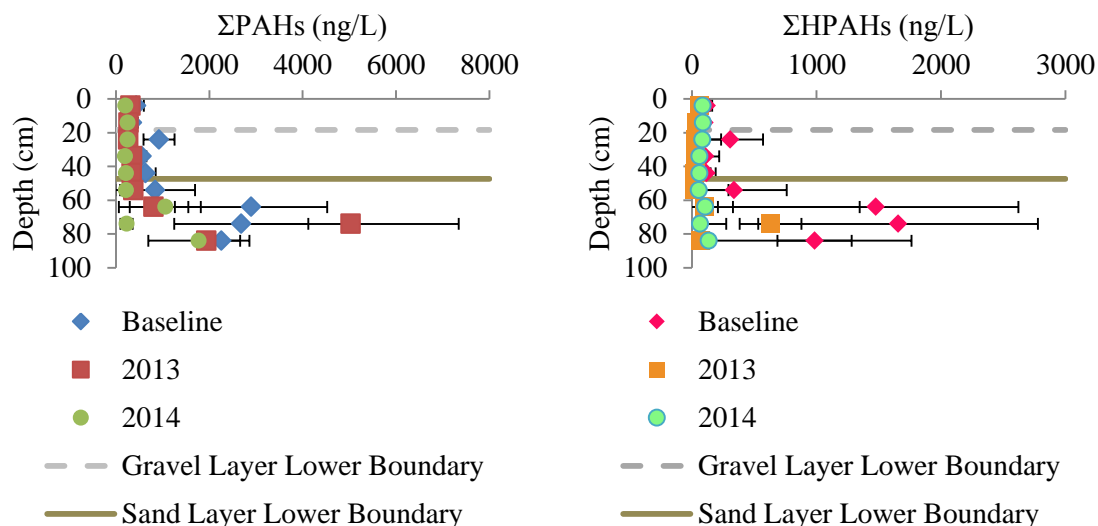 ΣPAHs (ng/L)
0 2000 4000 6000 8000
0
20
40
60
80
100
Depth (cm)
Baseline
2013
2014
Gravel Layer Lower Boundary
Sand Layer Lower Boundary
ΣHPAHs (ng/L)
0 1000 2000 3000
0
20
40
60
80
100
Depth (cm)
Baseline
2013
2014
Gravel Layer Lower Boundary
Sand Layer Lower Boundary